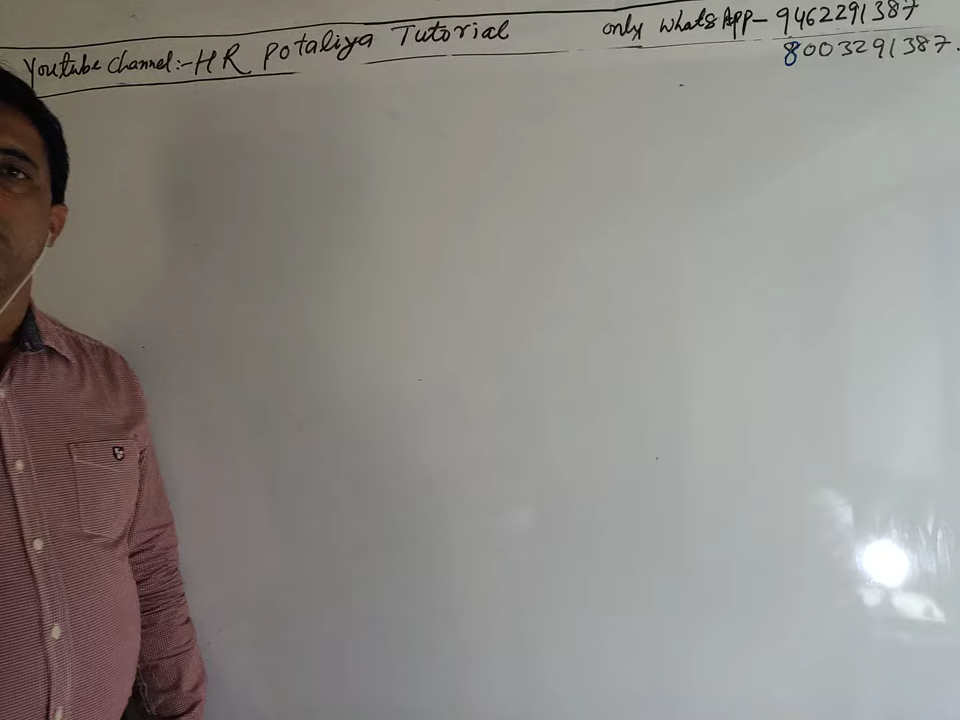 Youtube channel:- HR Potaliya Tutorial
only WhatsApp- 9462291387
8003291387.